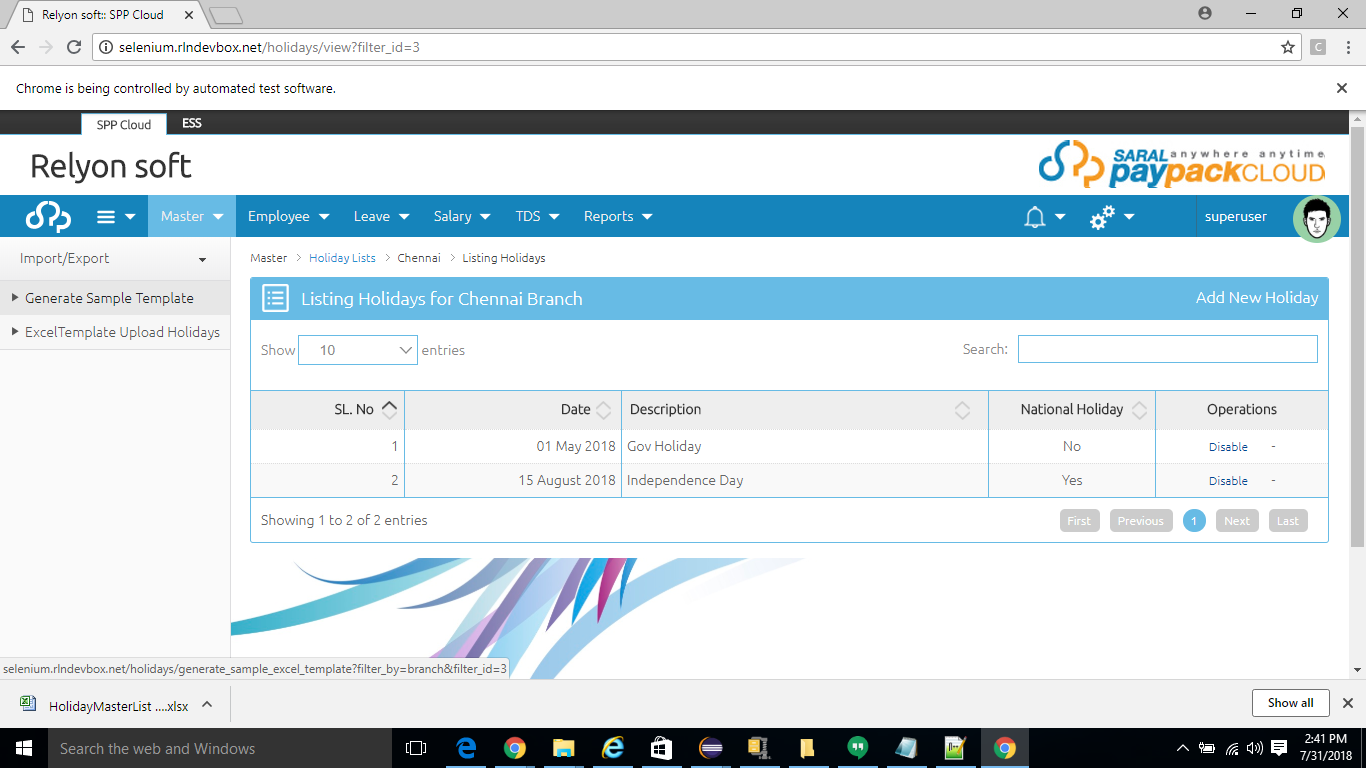 Relyon soft:: SPP Cloud
selenium.rlndevbox.net/holidays/view?filter_id=3
C
Chrome is being controlled by automated test software.
SPP Cloud ESS
Relyon soft
SARAL anywhere anytime
paypackCLOUD
Master Employee Leave Salary TDS Reports superuser
Import/Export
Generate Sample Template
ExcelTemplate Upload Holidays
Master > Holiday Lists > Chennai > Listing Holidays
Listing Holidays for Chennai Branch Add New Holiday
Show 10 entries Search:
SL. No Date Description National Holiday Operations
1 01 May 2018 Gov Holiday No Disable -
2 15 August 2018 Independence Day Yes Disable -
Showing 1 to 2 of 2 entries First Previous 1 Next Last
selenium.rlndevbox.net/holidays/generate_sample_excel_template?filter_by=branch&filter_id=3
HolidayMasterList ....xlsx Show all
Search the web and Windows
2:41 PM
7/31/2018